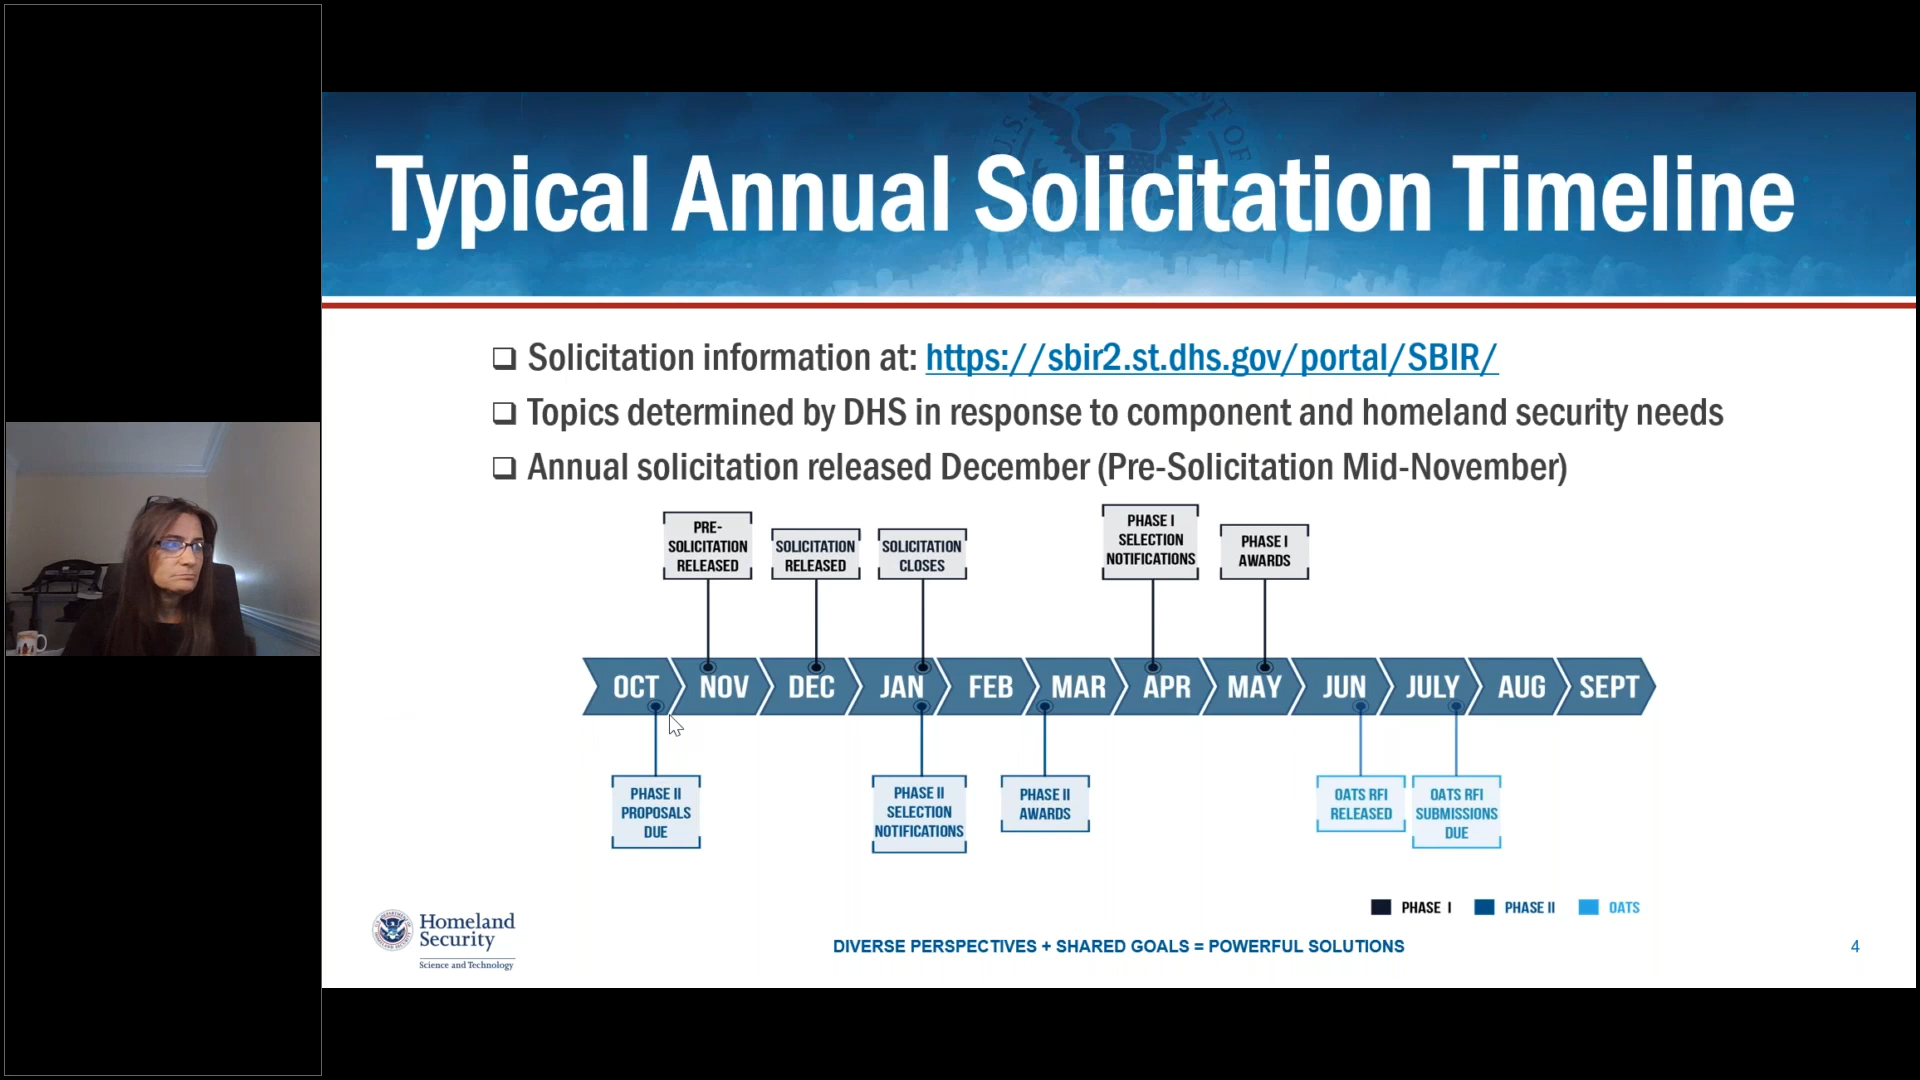 Typical Annual Solicitation Timeline
Solicitation information at: https://sbir2.st.dhs.gov/portal/SBIR/
Topics determined by DHS in response to component and homeland security needs
Annual solicitation released December (Pre-Solicitation Mid-November)
PRE-
SOLICITATION
RELEASED
SOLICITATION
RELEASED
SOLICITATION
CLOSES
PHASE I
SELECTION
NOTIFICATIONS
PHASE I
AWARDS
OCT NOV DEC JAN FEB MAR APR MAY JUN JULY AUG SEPT
PHASE II
PROPOSALS
DUE
PHASE II
SELECTION
NOTIFICATIONS
PHASE II
AWARDS
OATS RFI
RELEASED
OATS RFI
SUBMISSIONS
DUE
PHASE I PHASE II OATS
Homeland
Security
Science and Technology
DIVERSE PERSPECTIVES + SHARED GOALS = POWERFUL SOLUTIONS
4